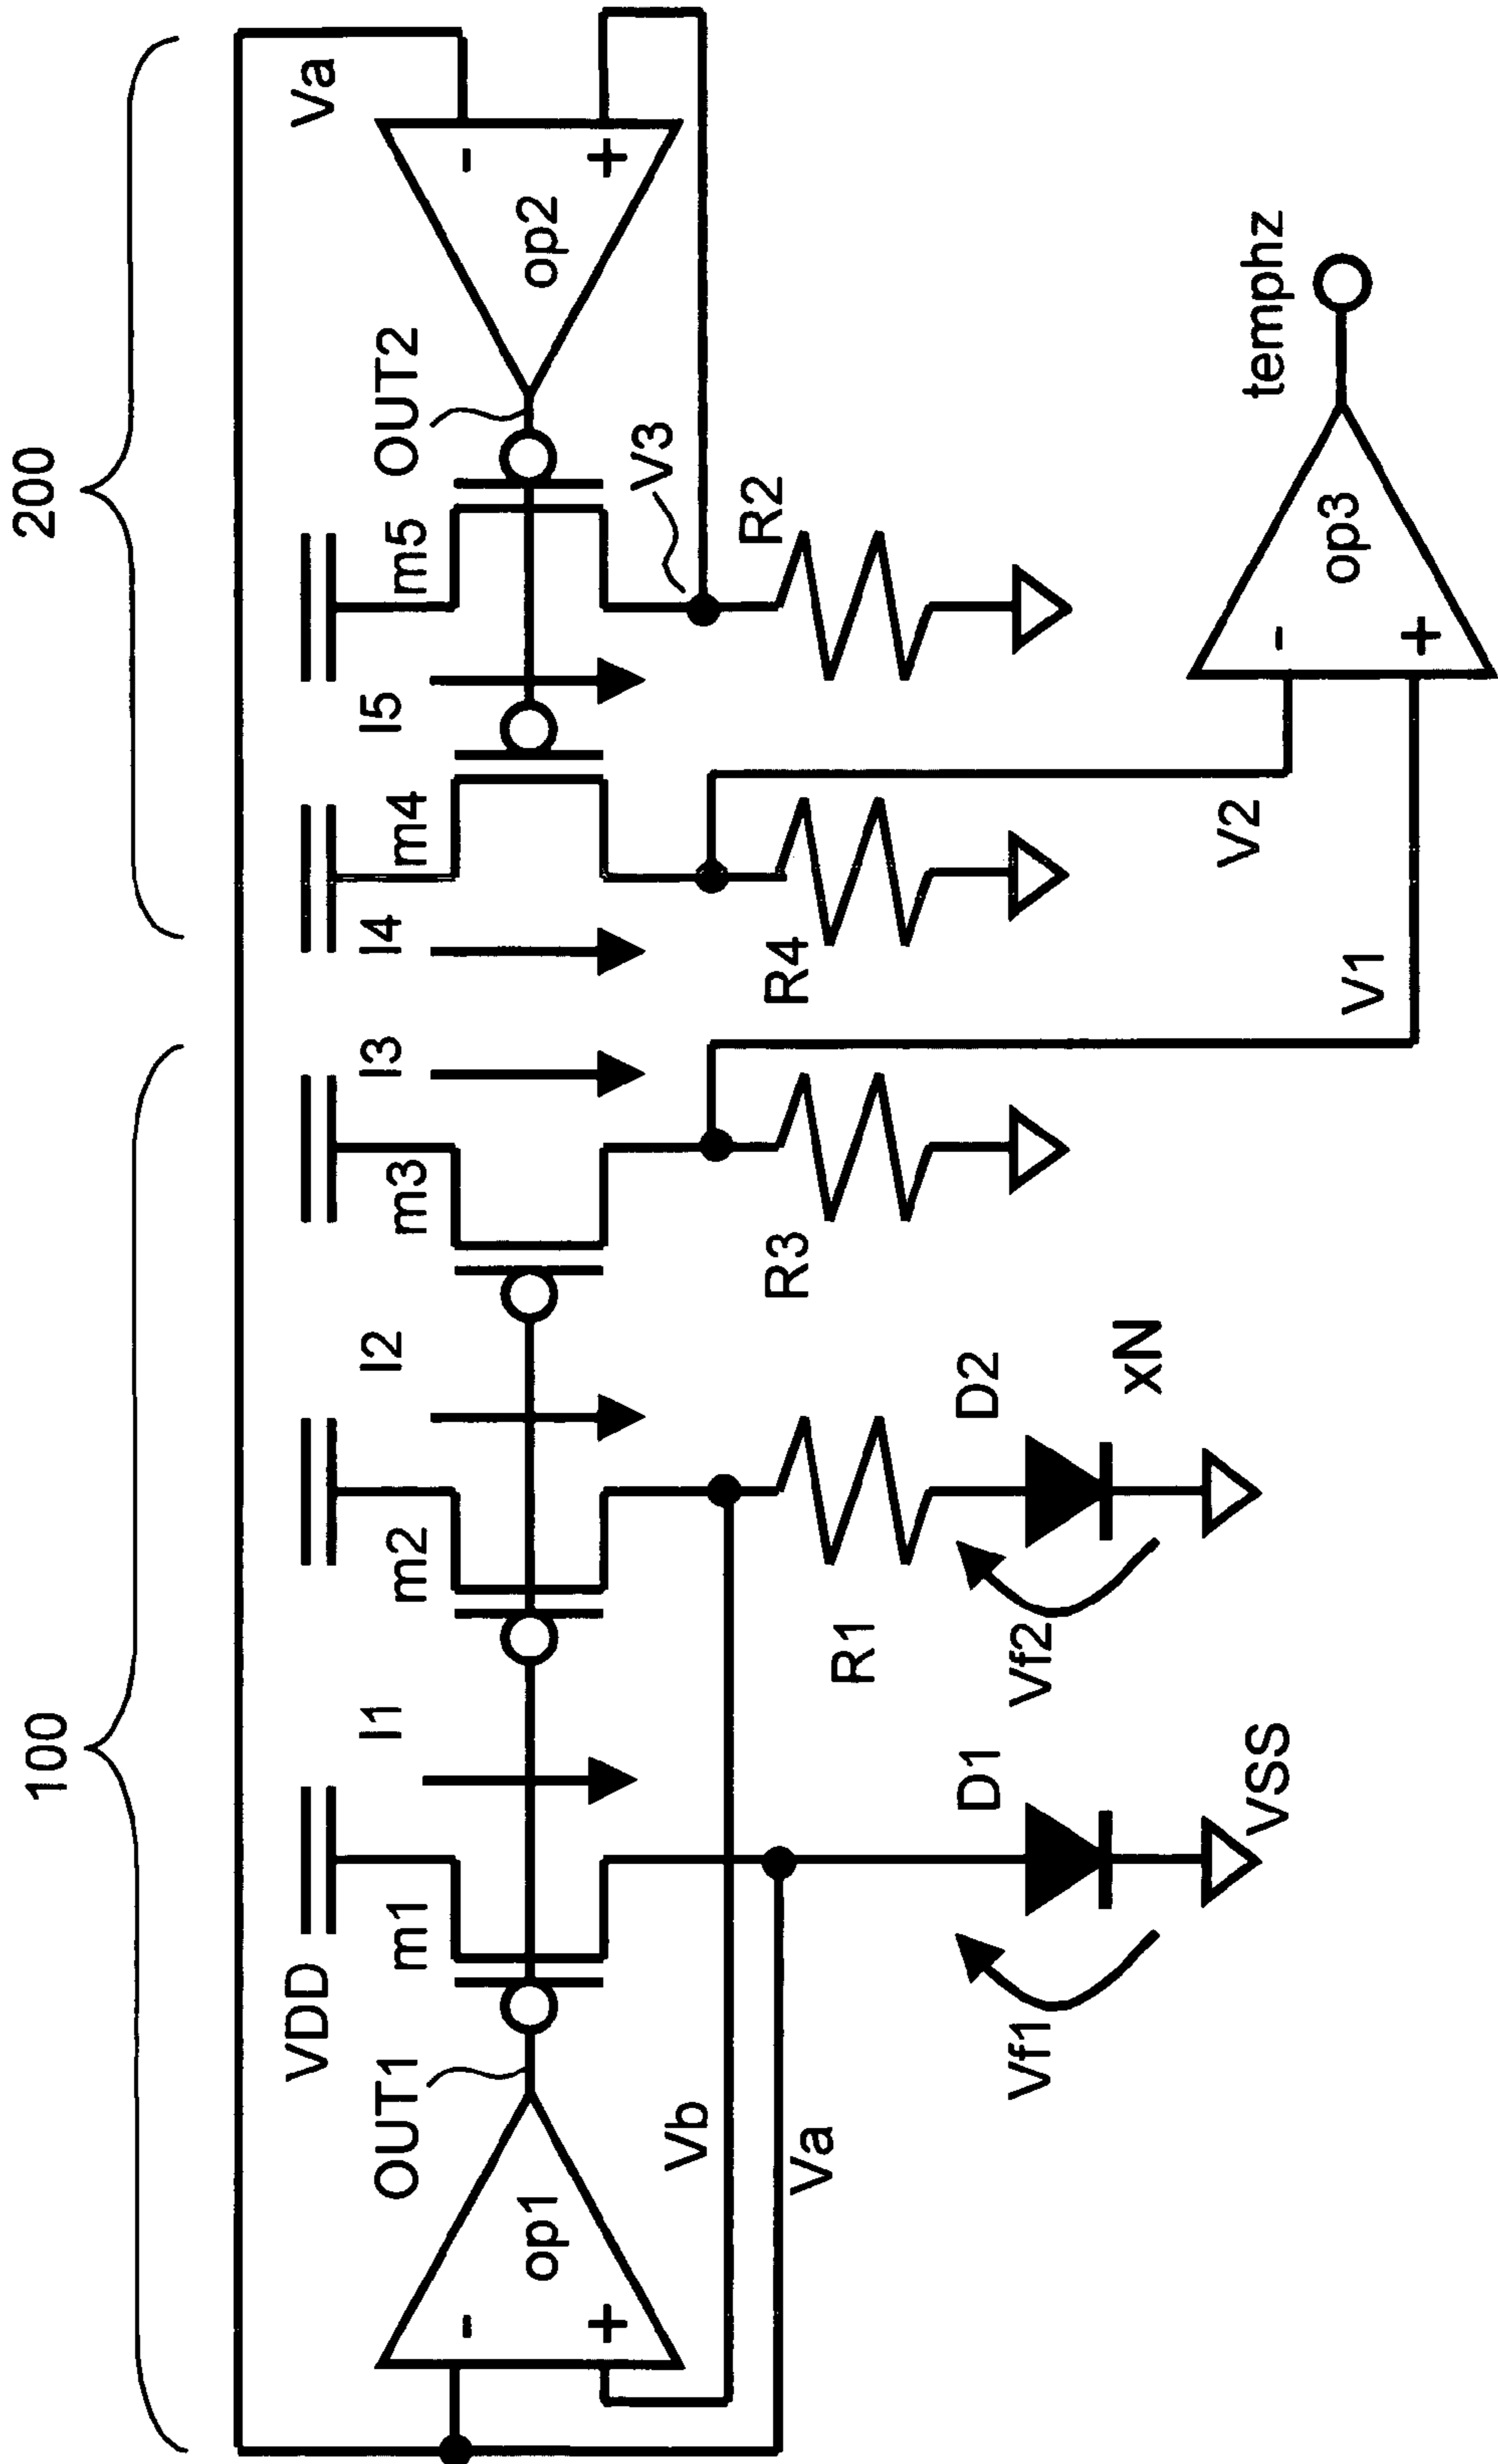 100
200
VDD
m1
I1
m2
I2
m3
I3
I4
m4
I5
m5
OUT2
Va
OUT1
op1
-
+
op2
-
+
Vb
Va
V3
R1
R3
R4
R2
Vf1
D1
Vf2
D2
xN
VSS
V1
V2
-
+
op3
temphz